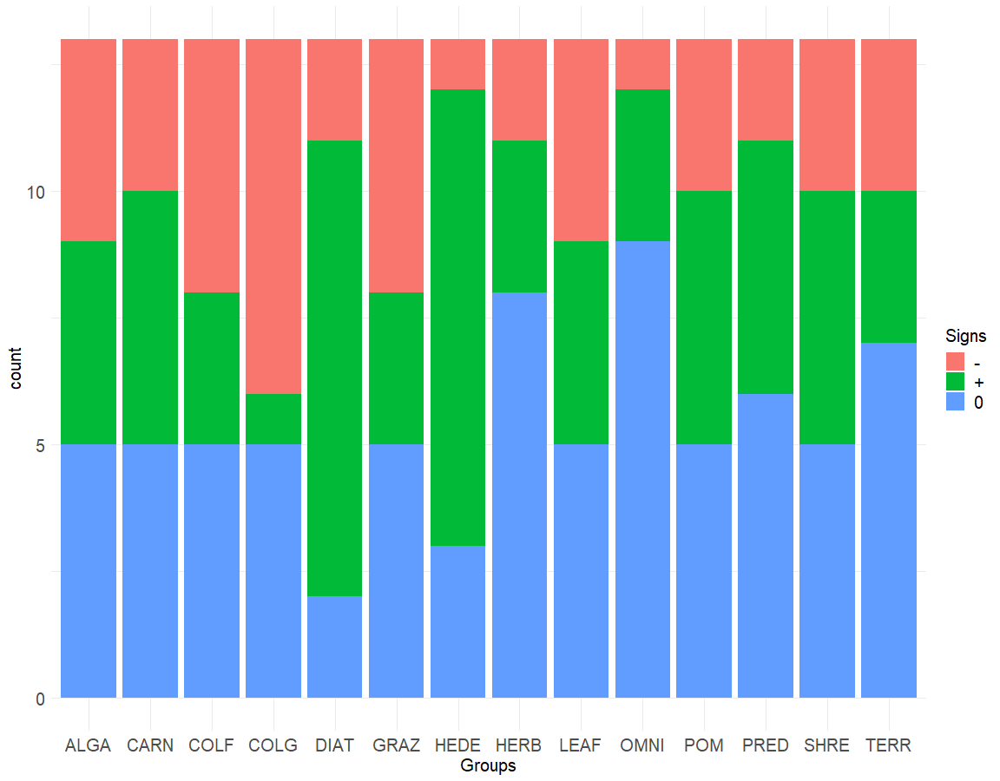 count
10
5
0
ALGA CARN COLF COLG DIAT GRAZ HEDE HERB LEAF OMNI POM PRED SHRE TERR
Groups
Signs
-
+
0